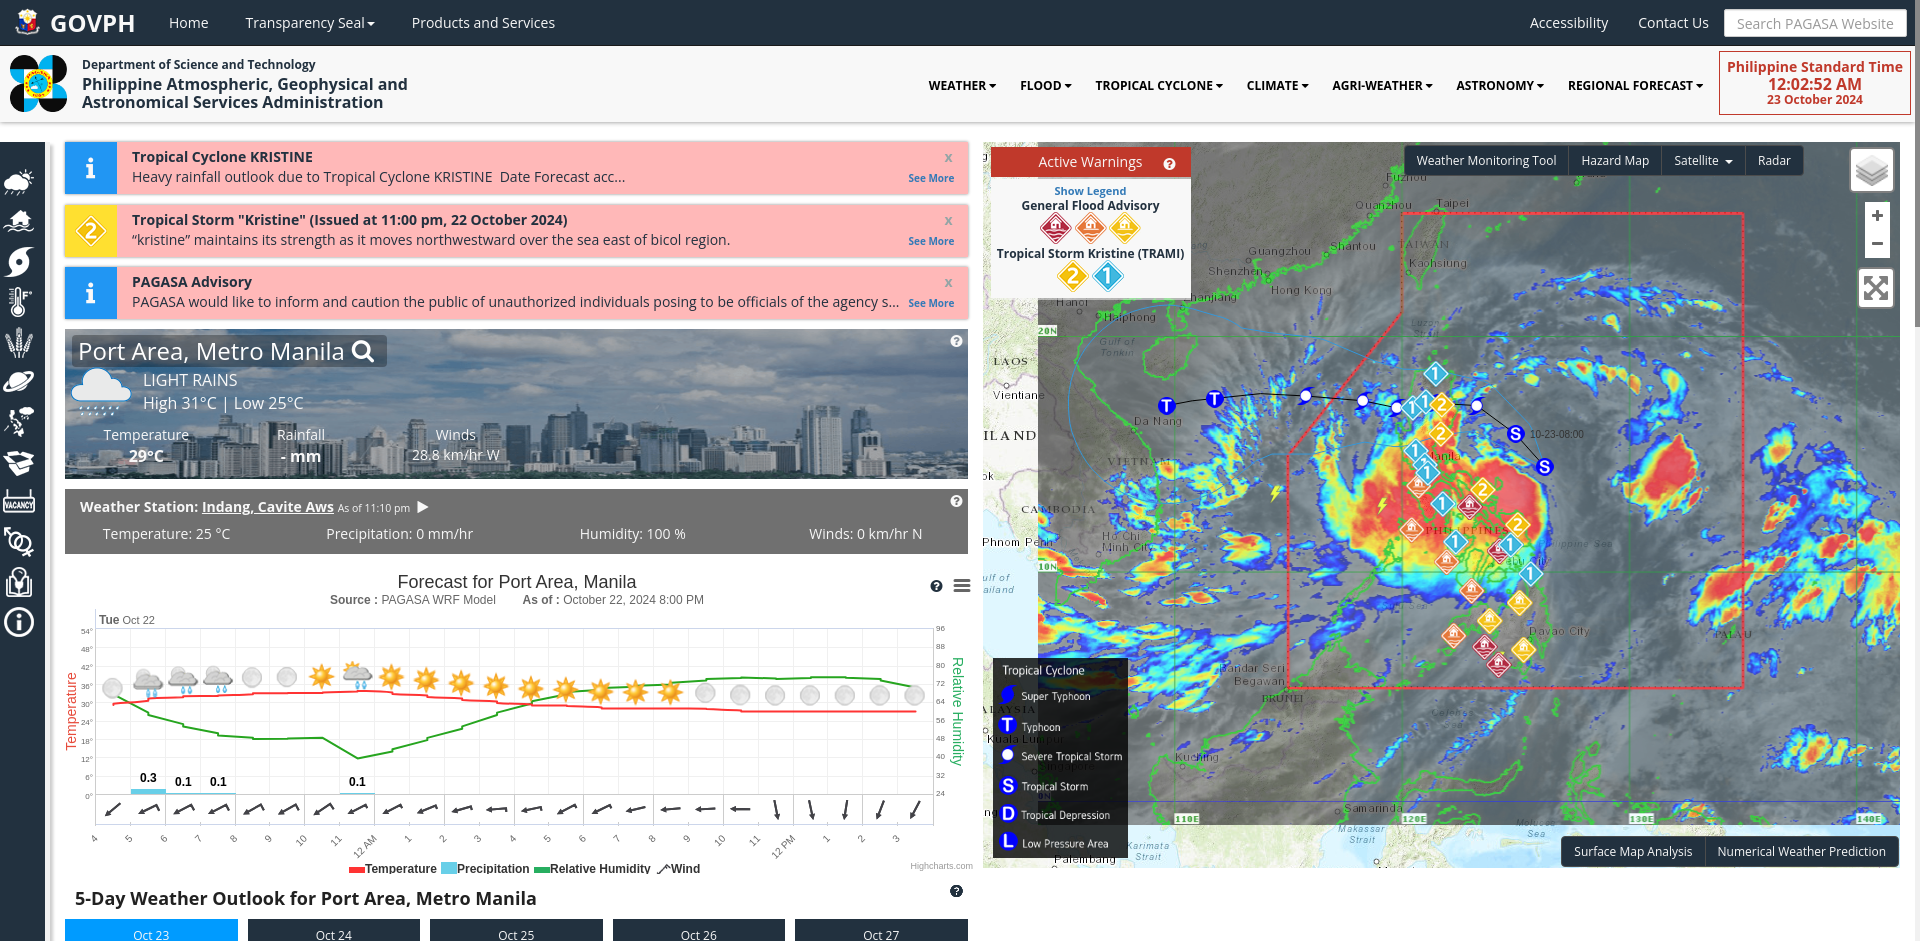 GOVPH
Home
Transparency Seal
Products and Services
Accessibility
Contact Us
Search PAGASA Website
Department of Science and Technology
Philippine Atmospheric, Geophysical and
Astronomical Services Administration
WEATHER
FLOOD
TROPICAL CYCLONE
CLIMATE
AGRI-WEATHER
ASTRONOMY
REGIONAL FORECAST
Philippine Standard Time
12:02:52 AM
23 October 2024
i
Tropical Cyclone KRISTINE
x
Heavy rainfall outlook due to Tropical Cyclone KRISTINE Date Forecast acc...
See More
2
Tropical Storm "Kristine" (Issued at 11:00 pm, 22 October 2024)
x
“kristine” maintains its strength as it moves northwestward over the sea east of bicol region.
See More
i
PAGASA Advisory
x
PAGASA would like to inform and caution the public of unauthorized individuals posing to be officials of the agency s...
See More
Port Area, Metro Manila
?
LIGHT RAINS
High 31°C | Low 25°C
Temperature
29°C
Rainfall
- mm
Winds
28.8 km/hr W
Weather Station: Indang, Cavite Aws As of 11:10 pm
?
Temperature: 25 °C
Precipitation: 0 mm/hr
Humidity: 100 %
Winds: 0 km/hr N
Forecast for Port Area, Manila
?
Source : PAGASA WRF Model
As of : October 22, 2024 8:00 PM
Tue Oct 22
54°
48°
42°
36°
30°
24°
18°
12°
6°
0°
Temperature
96
88
80
72
64
56
48
40
32
24
Relative Humidity
0.3
0.1
0.1
0.1
4
5
6
7
8
9
10
11
12 AM
1
2
3
4
5
6
7
8
9
10
11
12 PM
1
2
3
Temperature
Precipitation
Relative Humidity
Wind
Highcharts.com
5-Day Weather Outlook for Port Area, Metro Manila
?
Oct 23
Oct 24
Oct 25
Oct 26
Oct 27
VACANCY
Active Warnings
?
Show Legend
General Flood Advisory
Tropical Storm Kristine (TRAMI)
2
1
Weather Monitoring Tool
Hazard Map
Satellite
Radar
+
−
Fuzhou
Quanzhou
Taipei
TAIWAN
Guangzhou
Shantou
Kaohsiung
Shenzhen
Hong Kong
Zhanjiang
Hanoi
Haiphong
20N
Gulf of
Tonkin
LAOS
Vientiane
T
T
Da Nang
S
10-23-08:00
S
VIETNAM
Manila
CAMBODIA
Ho Chi
Minh City
Phnom Penh
PHILIPPINES
10N
Davao City
PALAU
Bandar Seri
Begawan
BRUNEI
Kuching
Samarinda
110E
120E
130E
140E
Makassar
Strait
Karimata
Strait
Palembang
Tropical Cyclone
Super Typhoon
T Typhoon
Severe Tropical Storm
S Tropical Storm
D Tropical Depression
L Low Pressure Area
Surface Map Analysis
Numerical Weather Prediction